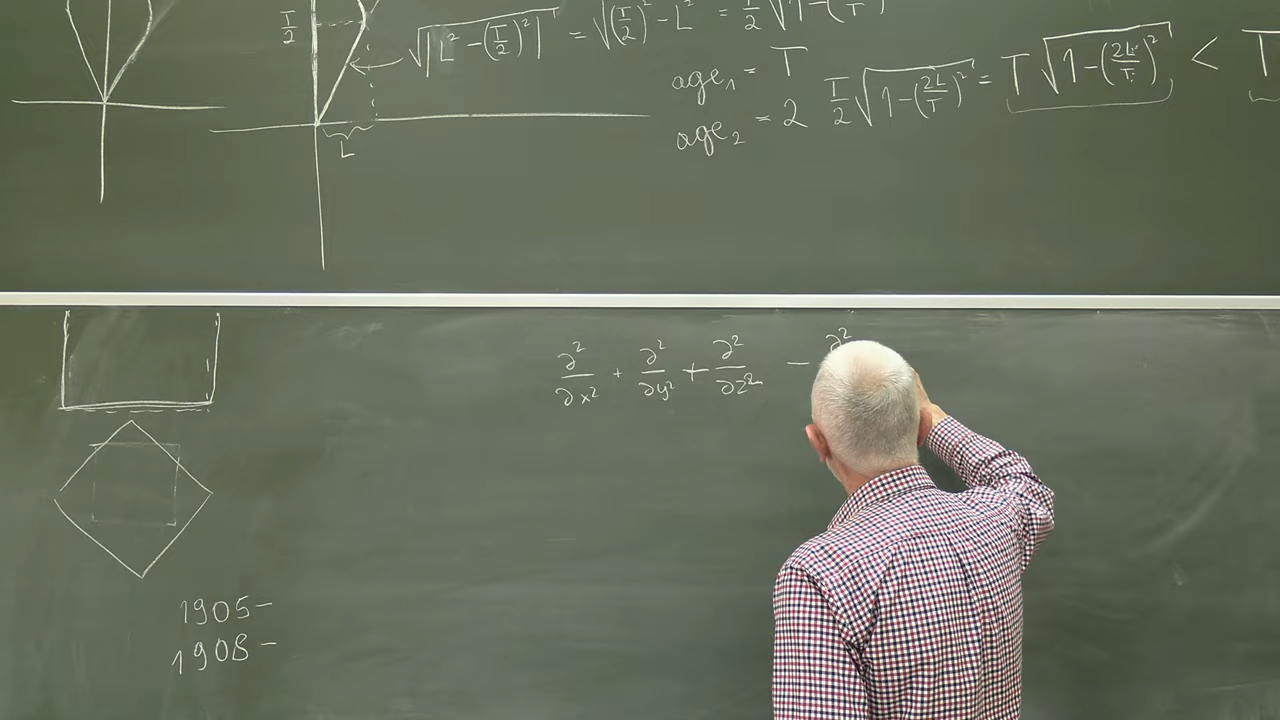 T/2
√|L² − (T/2)²| = √(T/2)² − L² = T/2 √1 − (
age₁ = T
age₂ = 2 T/2 √1 − (2L/T)² = T √1 − (2L/T)² < T
L
∂²/∂x² + ∂²/∂y² + ∂²/∂z² − ∂²
1905 –
1908 –